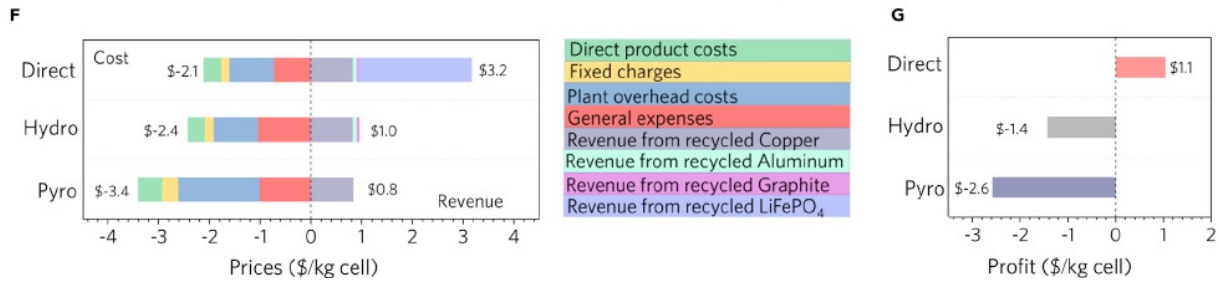 F
Cost
Direct
$-2.1
$3.2
Hydro
$-2.4
$1.0
Pyro
$-3.4
$0.8
Revenue
-4 -3 -2 -1 0 1 2 3 4
Prices ($/kg cell)
Direct product costs
Fixed charges
Plant overhead costs
General expenses
Revenue from recycled Copper
Revenue from recycled Aluminum
Revenue from recycled Graphite
Revenue from recycled LiFePO₄
G
Direct
$1.1
Hydro
$-1.4
Pyro
$-2.6
-3 -2 -1 0 1 2
Profit ($/kg cell)